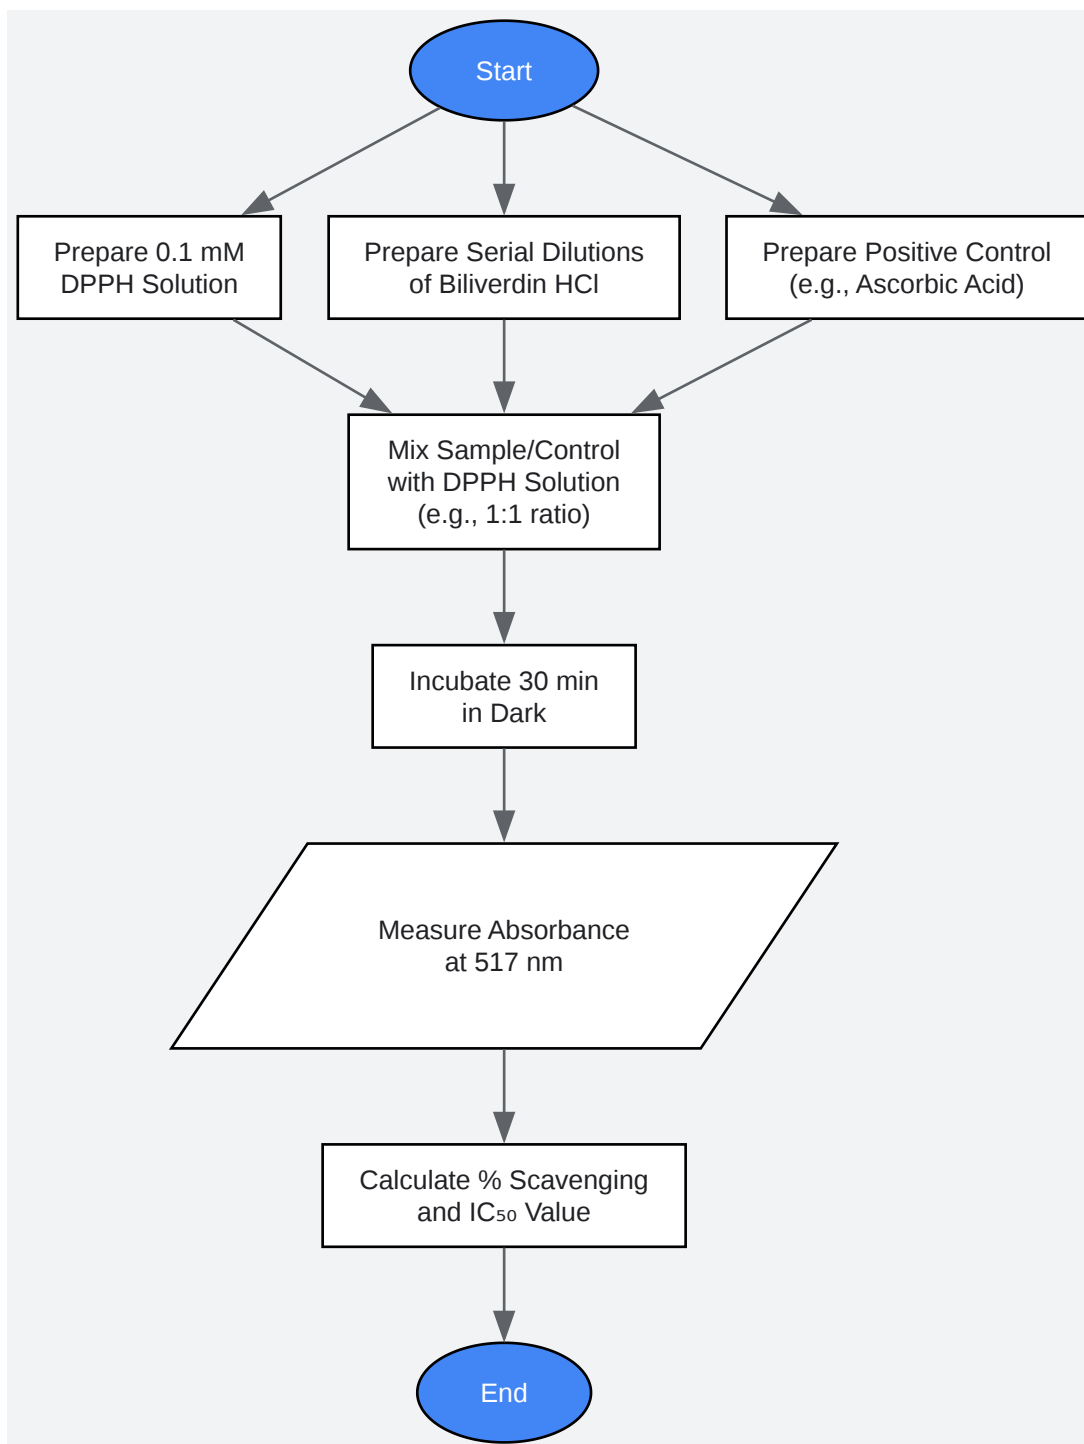 Start
Prepare 0.1 mM
DPPH Solution
Prepare Serial Dilutions
of Biliverdin HCl
Prepare Positive Control
(e.g., Ascorbic Acid)
Mix Sample/Control
with DPPH Solution
(e.g., 1:1 ratio)
Incubate 30 min
in Dark
Measure Absorbance
at 517 nm
Calculate % Scavenging
and IC₅₀ Value
End